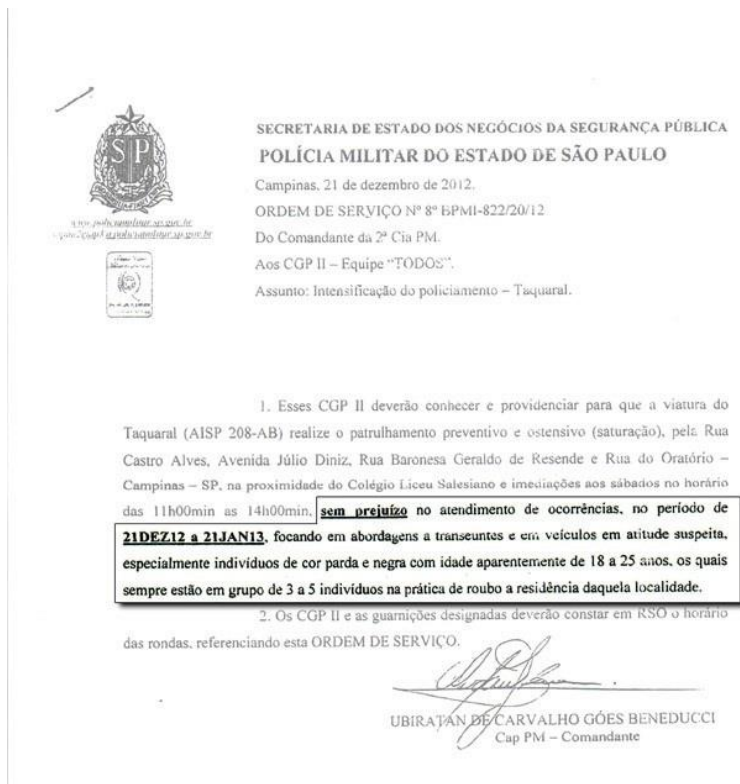 SP
SECRETARIA DE ESTADO DOS NEGÓCIOS DA SEGURANÇA PÚBLICA
POLÍCIA MILITAR DO ESTADO DE SÃO PAULO
Campinas, 21 de dezembro de 2012.
ORDEM DE SERVIÇO Nº 8º BPMI-822/20/12
Do Comandante da 2ª Cia PM.
Aos CGP II – Equipe “TODOS”.
Assunto: Intensificação do policiamento – Taquaral.
www.policiamilitar.sp.gov.br
1. Esses CGP II deverão conhecer e providenciar para que a viatura do
Taquaral (AISP 208-AB) realize o patrulhamento preventivo e ostensivo (saturação), pela Rua
Castro Alves, Avenida Júlio Diniz, Rua Baronesa Geraldo de Resende e Rua do Oratório –
Campinas – SP, na proximidade do Colégio Liceu Salesiano e imediações aos sábados no horário
das 11h00min as 14h00min, sem prejuízo no atendimento de ocorrências, no período de
21DEZ12 a 21JAN13, focando em abordagens a transeuntes e em veículos em atitude suspeita,
especialmente indivíduos de cor parda e negra com idade aparentemente de 18 a 25 anos, os quais
sempre estão em grupo de 3 a 5 indivíduos na prática de roubo a residência daquela localidade.
2. Os CGP II e as guarnições designadas deverão constar em RSO o horário
das rondas, referenciando esta ORDEM DE SERVIÇO.
UBIRATAN DE CARVALHO GÓES BENEDUCCI
Cap PM – Comandante